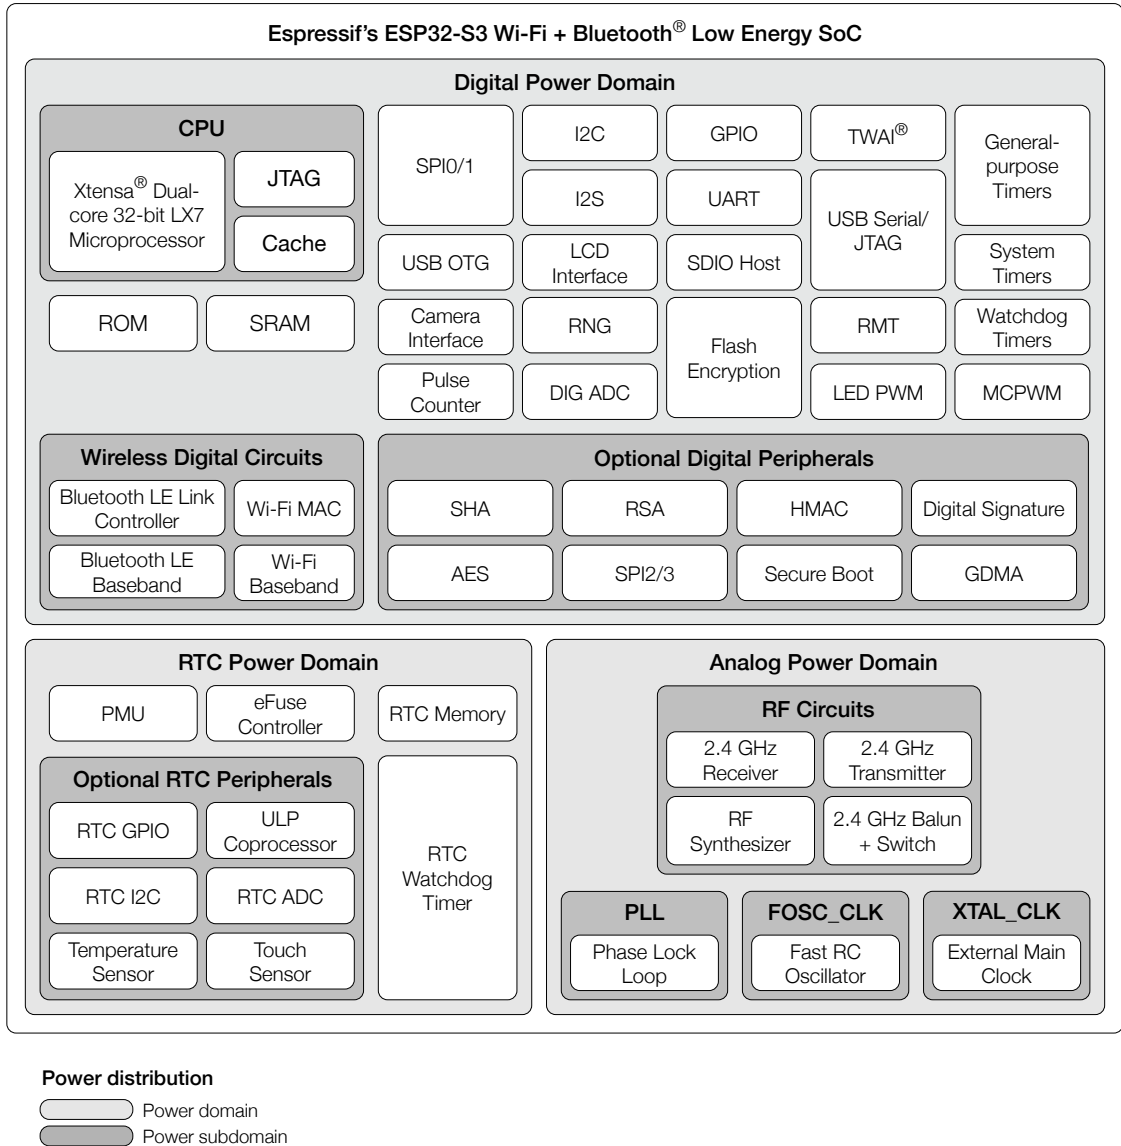 Espressif's ESP32-S3 Wi-Fi + Bluetooth® Low Energy SoC
Digital Power Domain
CPU
Xtensa® Dual-
core 32-bit LX7
Microprocessor
JTAG
Cache
ROM
SRAM
SPI0/1
I2C
GPIO
TWAI®
General-
purpose
Timers
I2S
UART
USB Serial/
JTAG
USB OTG
LCD
Interface
SDIO Host
System
Timers
Camera
Interface
RNG
Flash
Encryption
RMT
Watchdog
Timers
Pulse
Counter
DIG ADC
LED PWM
MCPWM
Wireless Digital Circuits
Bluetooth LE Link
Controller
Wi-Fi MAC
Bluetooth LE
Baseband
Wi-Fi
Baseband
Optional Digital Peripherals
SHA
RSA
HMAC
Digital Signature
AES
SPI2/3
Secure Boot
GDMA
RTC Power Domain
PMU
eFuse
Controller
RTC Memory
Optional RTC Peripherals
RTC GPIO
ULP
Coprocessor
RTC I2C
RTC ADC
Temperature
Sensor
Touch
Sensor
RTC
Watchdog
Timer
Analog Power Domain
RF Circuits
2.4 GHz
Receiver
2.4 GHz
Transmitter
RF
Synthesizer
2.4 GHz Balun
+ Switch
PLL
Phase Lock
Loop
FOSC_CLK
Fast RC
Oscillator
XTAL_CLK
External Main
Clock
Power distribution
Power domain
Power subdomain